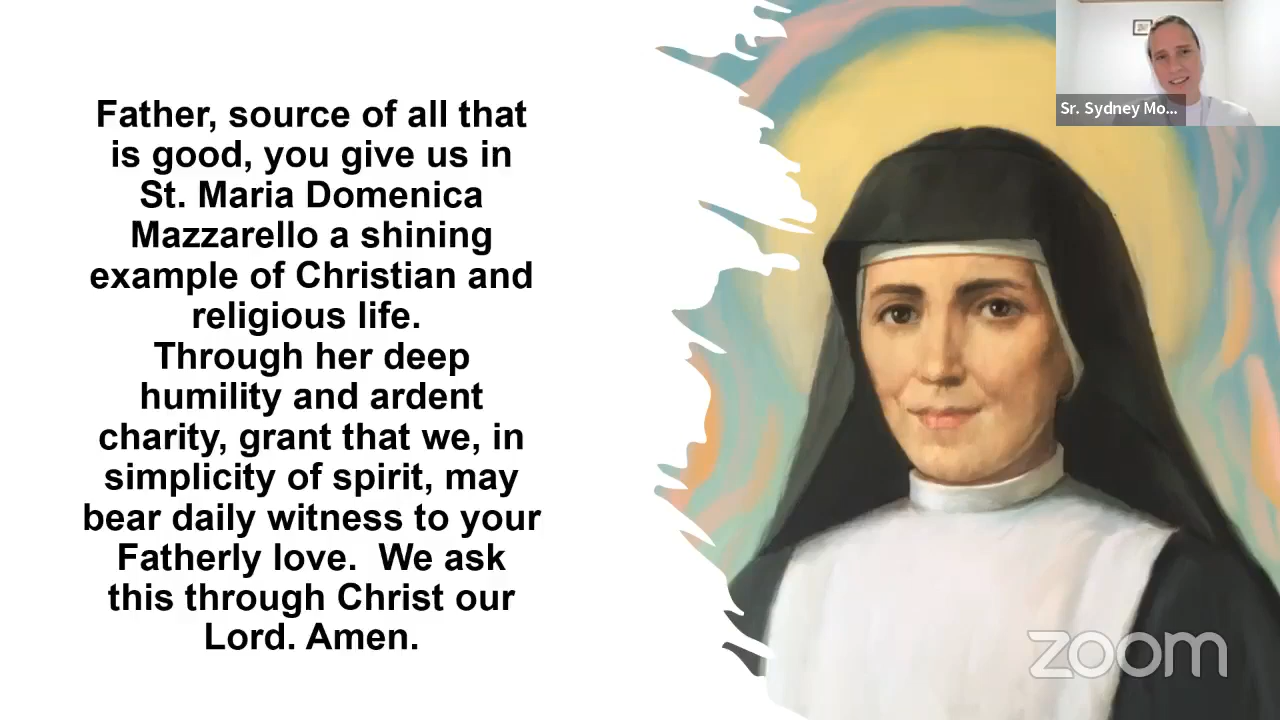 Father, source of all that
is good, you give us in
St. Maria Domenica
Mazzarello a shining
example of Christian and
religious life.
Through her deep
humility and ardent
charity, grant that we, in
simplicity of spirit, may
bear daily witness to your
Fatherly love.  We ask
this through Christ our
Lord. Amen.
Sr. Sydney Mo...
zoom